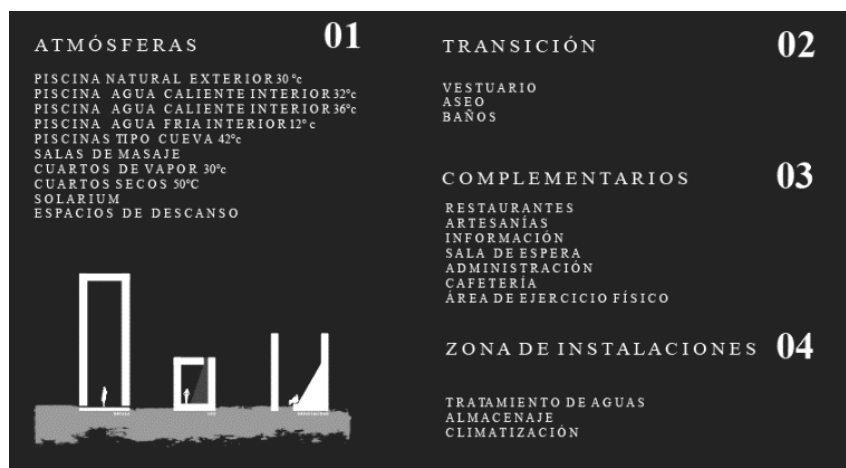 ATMÓSFERAS
01
PISCINA NATURAL EXTERIOR 30 °c
PISCINA AGUA CALIENTE INTERIOR 32°c
PISCINA AGUA CALIENTE INTERIOR 36°c
PISCINA AGUA FRIA INTERIOR 12° c
PISCINAS TIPO CUEVA 42°c
SALAS DE MASAJE
CUARTOS DE VAPOR 30°c
CUARTOS SECOS 50°C
SOLARIUM
ESPACIOS DE DESCANSO
TRANSICIÓN
02
VESTUARIO
ASEO
BAÑOS
COMPLEMENTARIOS
03
RESTAURANTES
ARTESANÍAS
INFORMACIÓN
SALA DE ESPERA
ADMINISTRACIÓN
CAFETERÍA
ÁREA DE EJERCICIO FÍSICO
ZONA DE INSTALACIONES
04
TRATAMIENTO DE AGUAS
ALMACENAJE
CLIMATIZACIÓN